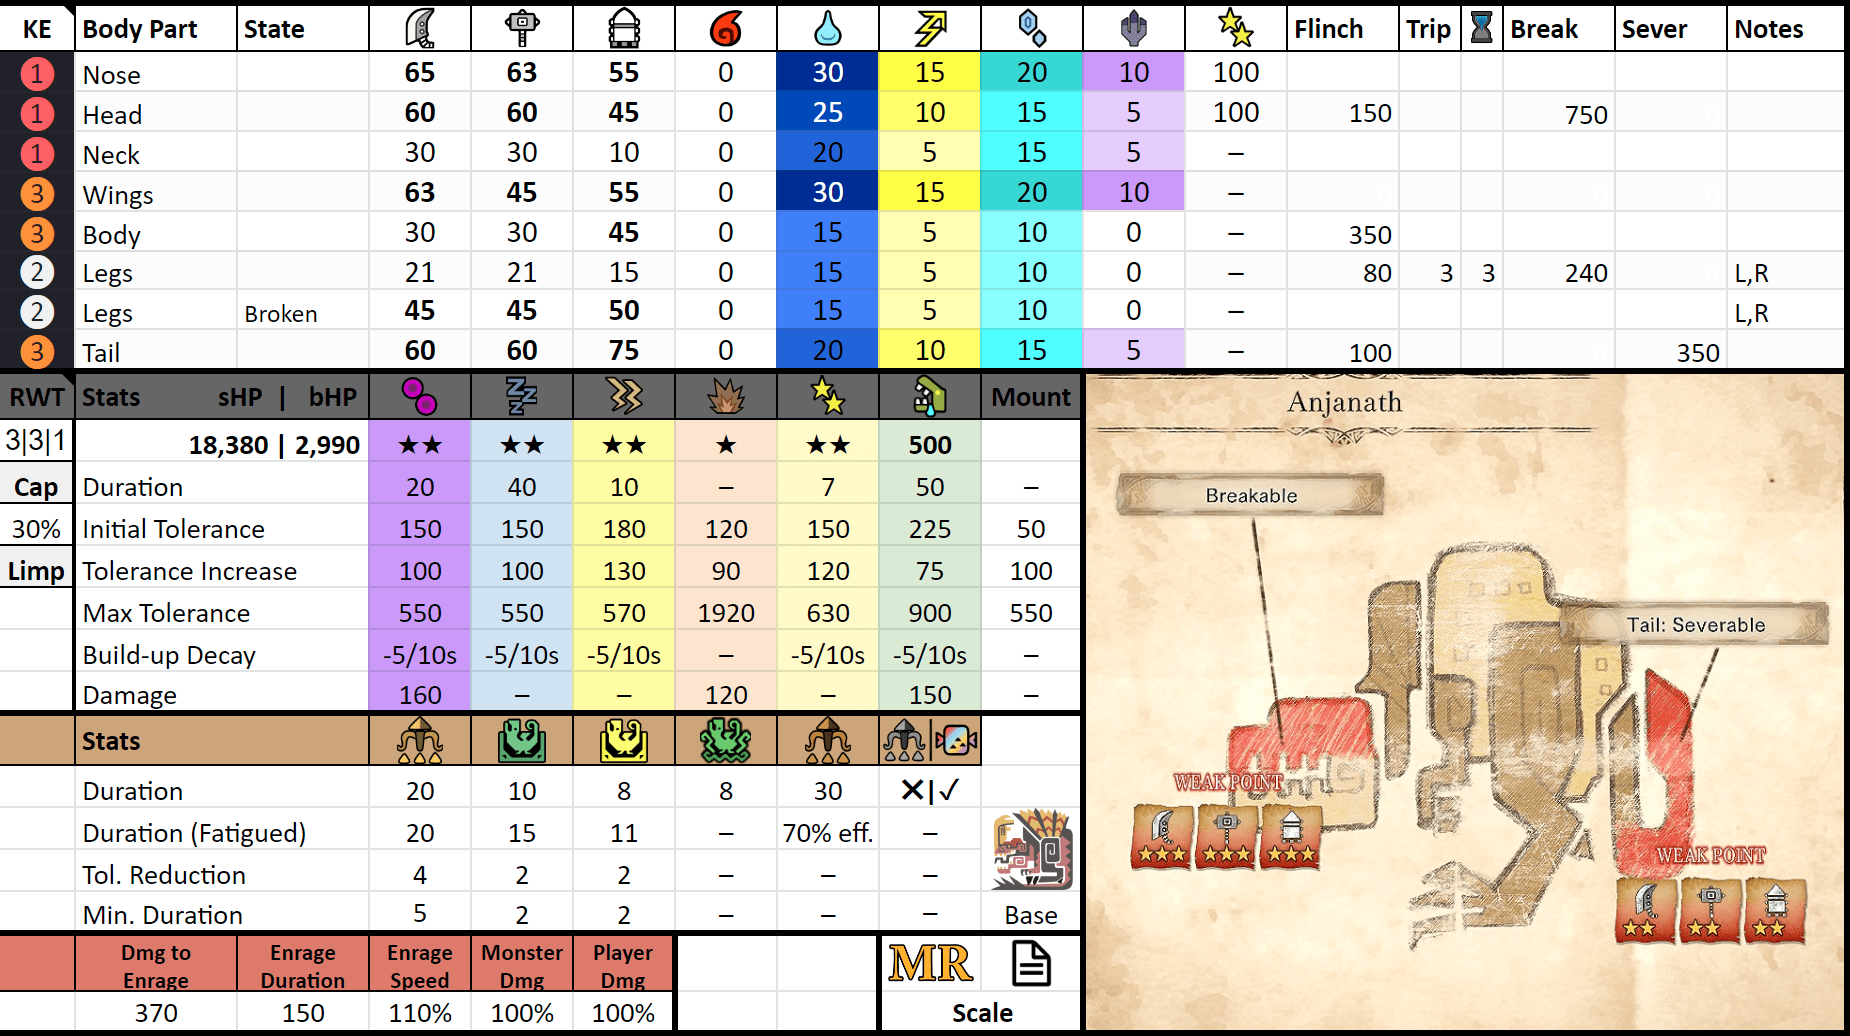 KE Body Part State Flinch Trip Break Sever Notes
1 Nose 65 63 55 0 30 15 20 10 100
1 Head 60 60 45 0 25 10 15 5 100 150 750
1 Neck 30 30 10 0 20 5 15 5 –
3 Wings 63 45 55 0 30 15 20 10 –
3 Body 30 30 45 0 15 5 10 0 – 350
2 Legs 21 21 15 0 15 5 10 0 – 80 3 3 240 L,R
2 Legs Broken 45 45 50 0 15 5 10 0 – L,R
3 Tail 60 60 75 0 20 10 15 5 – 100 350
RWT Stats sHP | bHP Mount
3|3|1 18,380 | 2,990 ★★ ★★ ★★ ★ ★★ 500
Cap Duration 20 40 10 – 7 50 –
30% Initial Tolerance 150 150 180 120 150 225 50
Limp Tolerance Increase 100 100 130 90 120 75 100
Max Tolerance 550 550 570 1920 630 900 550
Build-up Decay -5/10s -5/10s -5/10s – -5/10s -5/10s –
Damage 160 – – 120 – 150 –
Stats
Duration 20 10 8 8 30 ✕|✓
Duration (Fatigued) 20 15 11 – 70% eff. –
Tol. Reduction 4 2 2 – – –
Min. Duration 5 2 2 – – – Base
Dmg to Enrage Enrage Duration Enrage Speed Monster Dmg Player Dmg MR
370 150 110% 100% 100% Scale
Anjanath
Breakable
Tail: Severable
WEAK POINT
WEAK POINT